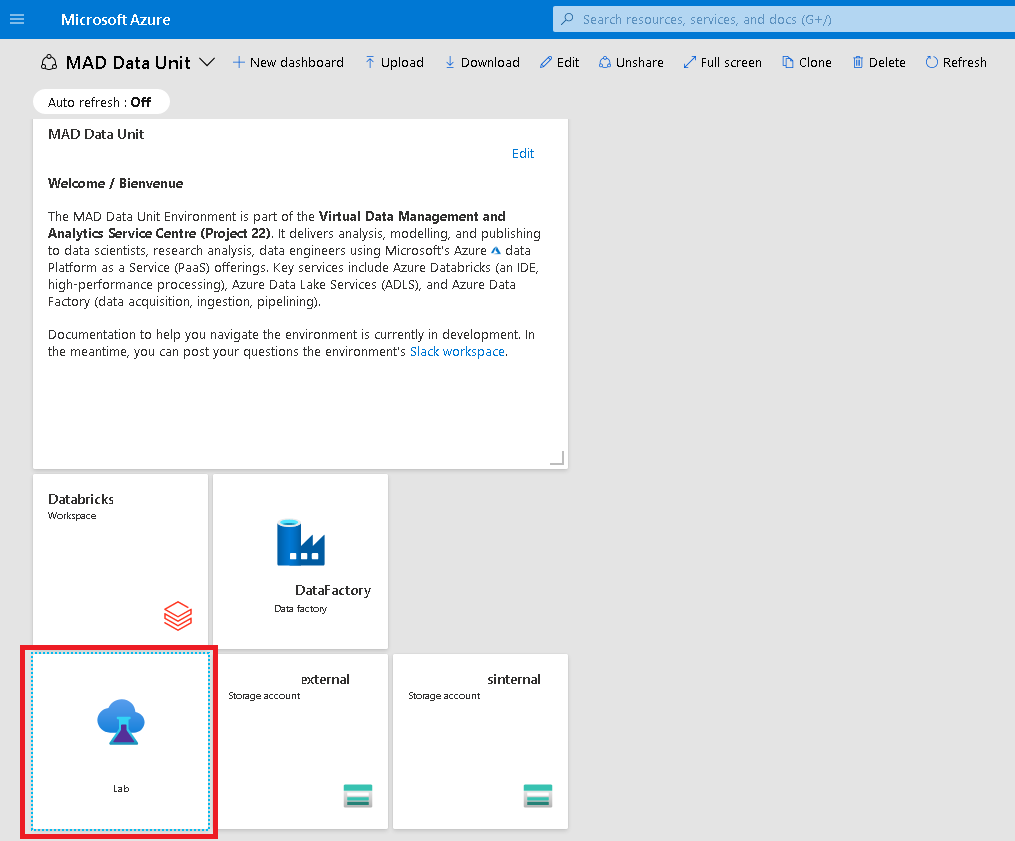 Microsoft Azure
Search resources, services, and docs (G+/)
MAD Data Unit
New dashboard
Upload
Download
Edit
Unshare
Full screen
Clone
Delete
Refresh
Auto refresh : Off
MAD Data Unit
Edit
Welcome / Bienvenue
The MAD Data Unit Environment is part of the Virtual Data Management and
Analytics Service Centre (Project 22). It delivers analysis, modelling, and publishing
to data scientists, research analysis, data engineers using Microsoft's Azure data
Platform as a Service (PaaS) offerings. Key services include Azure Databricks (an IDE,
high-performance processing), Azure Data Lake Services (ADLS), and Azure Data
Factory (data acquisition, ingestion, pipelining).
Documentation to help you navigate the environment is currently in development. In
the meantime, you can post your questions the environment's Slack workspace.
Databricks
Workspace
DataFactory
Data factory
Lab
external
Storage account
sinternal
Storage account